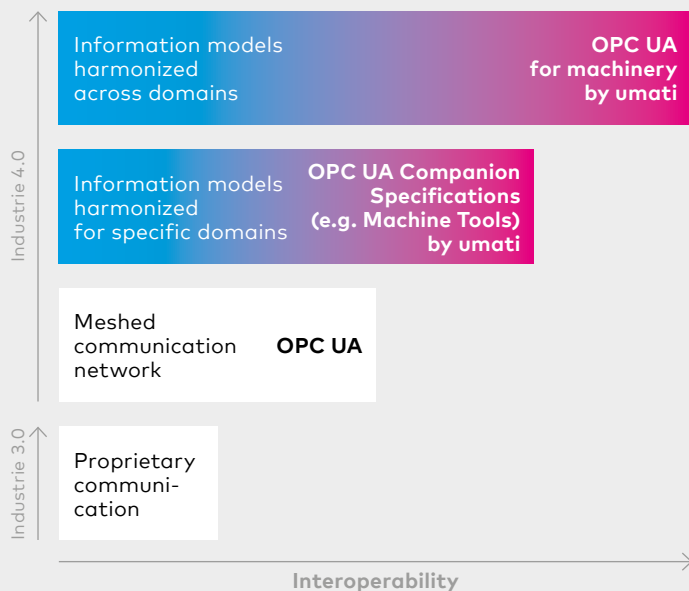 Information models
harmonized
across domains
OPC UA
for machinery
by umati
Information models
harmonized
for specific domains
OPC UA Companion
Specifications
(e.g. Machine Tools)
by umati
Meshed
communication
network
OPC UA
Proprietary
communi-
cation
Industrie 4.0
Industrie 3.0
Interoperability